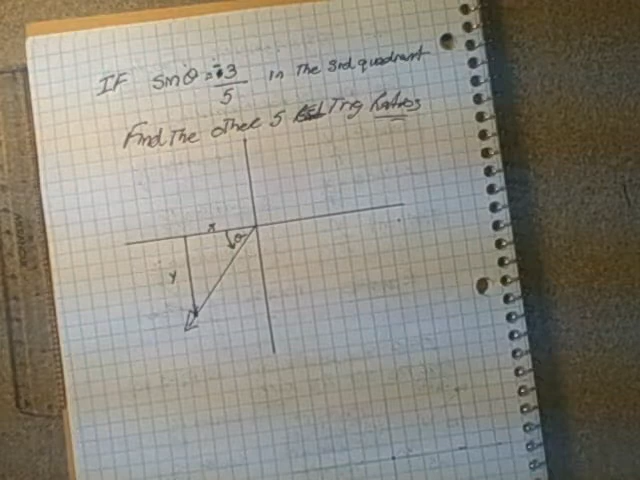 IF sinθ = -3/5 in The 3rd quadrant
Find The other 5 Trig Ratios
x
θ
y